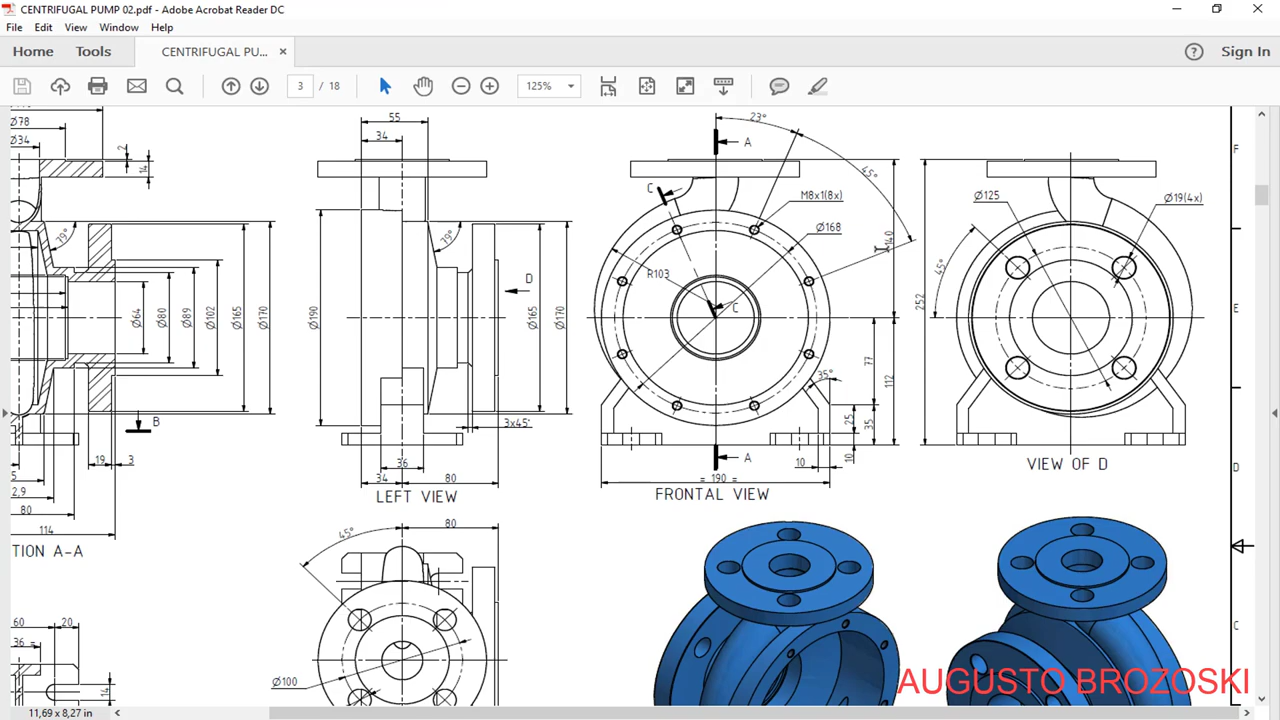 CENTRIFUGAL PUMP 02.pdf - Adobe Acrobat Reader DC
File Edit View Window Help
Home Tools CENTRIFUGAL PU... × Sign In
3 / 18 125%
Ø78
Ø34
2
14
79°
Ø64
Ø80
Ø89
Ø102
Ø165
Ø170
B
19
3
5
2,9
80
114
TION A-A
60
20
36
14
55
34
79°
Ø190
D
Ø165
Ø170
3x45°
36
34
80
LEFT VIEW
80
45°
Ø100
23°
A
45°
C
M8x1(8x)
Ø168
140
R103
C
77
112
35°
25
35
10
10
A
= 190 =
FRONTAL VIEW
252
Ø125
Ø19(4x)
45°
VIEW OF D
F
E
D
C
AUGUSTO BROZOSKI
11,69 x 8,27 in